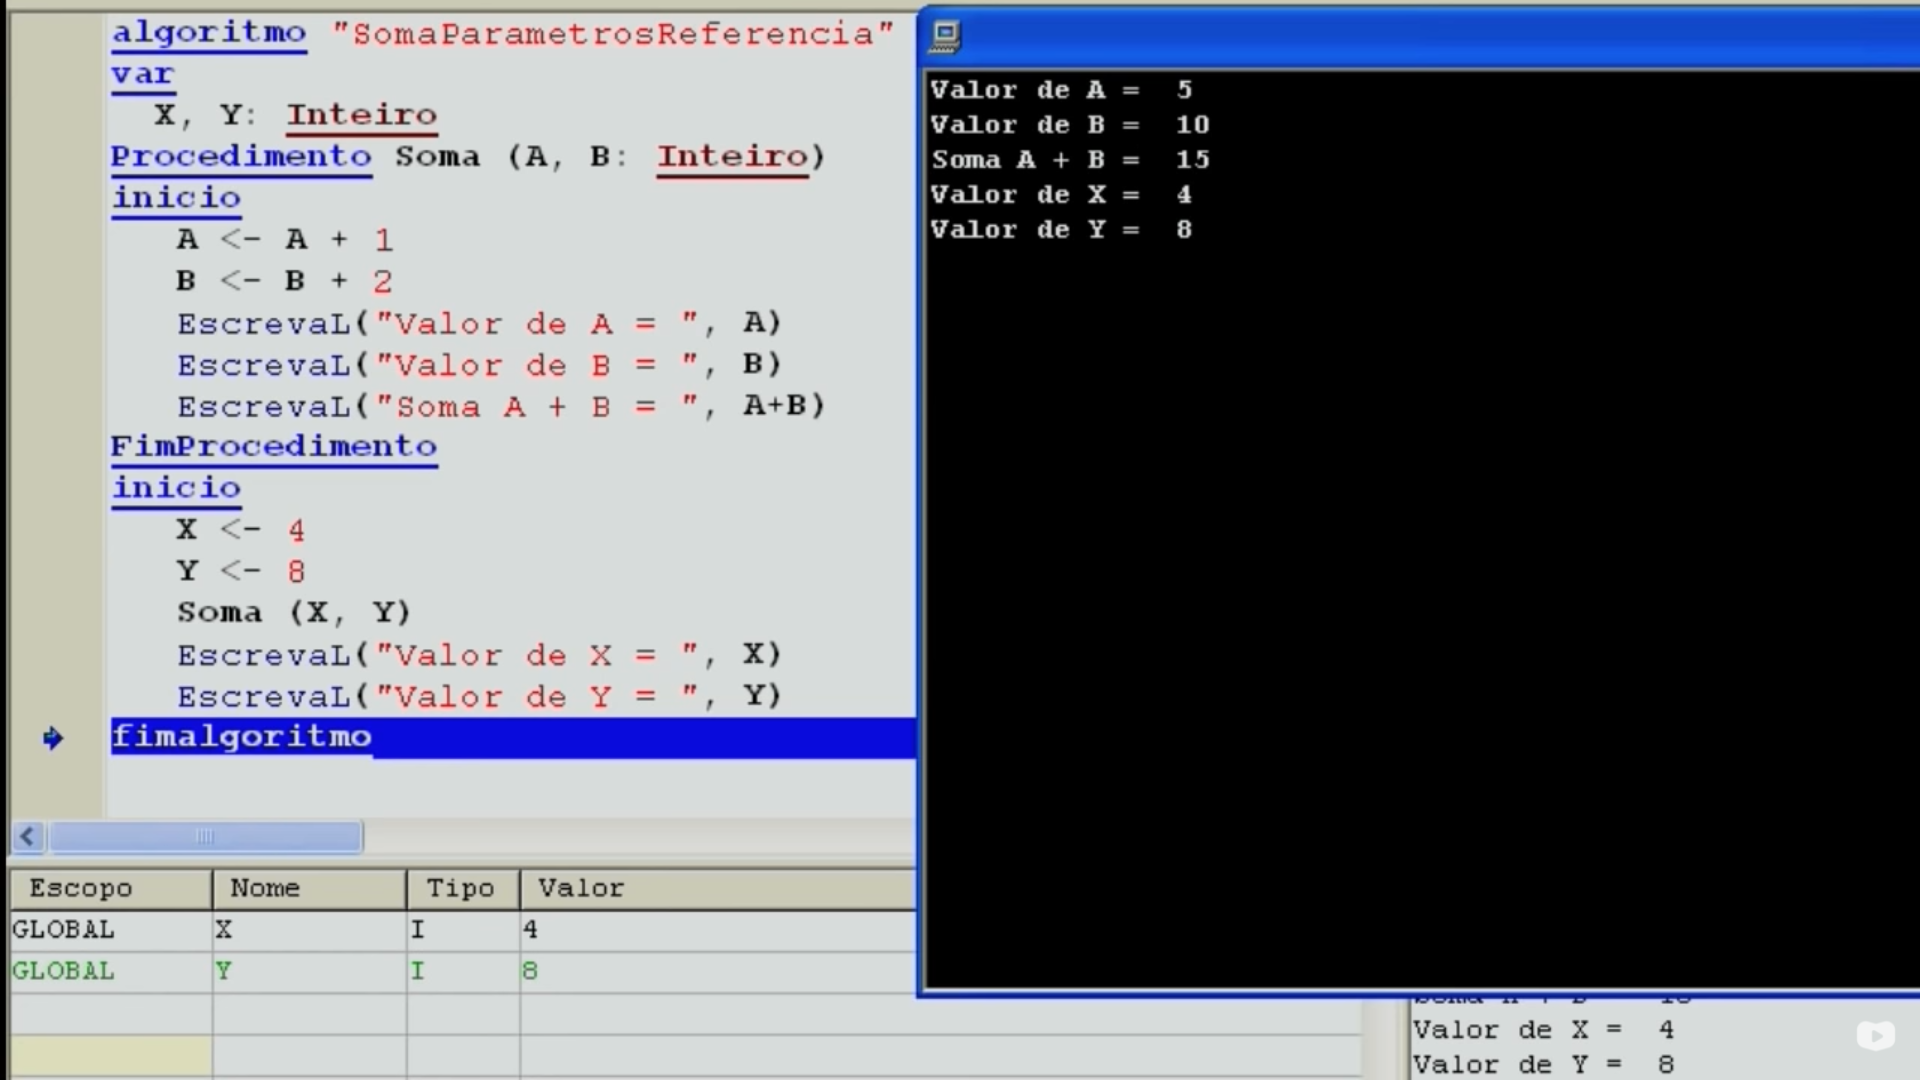 algoritmo "SomaParametrosReferencia"
var
X, Y: Inteiro
Procedimento Soma (A, B: Inteiro)
inicio
A <- A + 1
B <- B + 2
EscrevaL("Valor de A = ", A)
EscrevaL("Valor de B = ", B)
EscrevaL("Soma A + B = ", A+B)
FimProcedimento
inicio
X <- 4
Y <- 8
Soma (X, Y)
EscrevaL("Valor de X = ", X)
EscrevaL("Valor de Y = ", Y)
fimalgoritmo
Valor de A = 5
Valor de B = 10
Soma A + B = 15
Valor de X = 4
Valor de Y = 8
Escopo Nome Tipo Valor
GLOBAL X I 4
GLOBAL Y I 8
Valor de X = 4
Valor de Y = 8